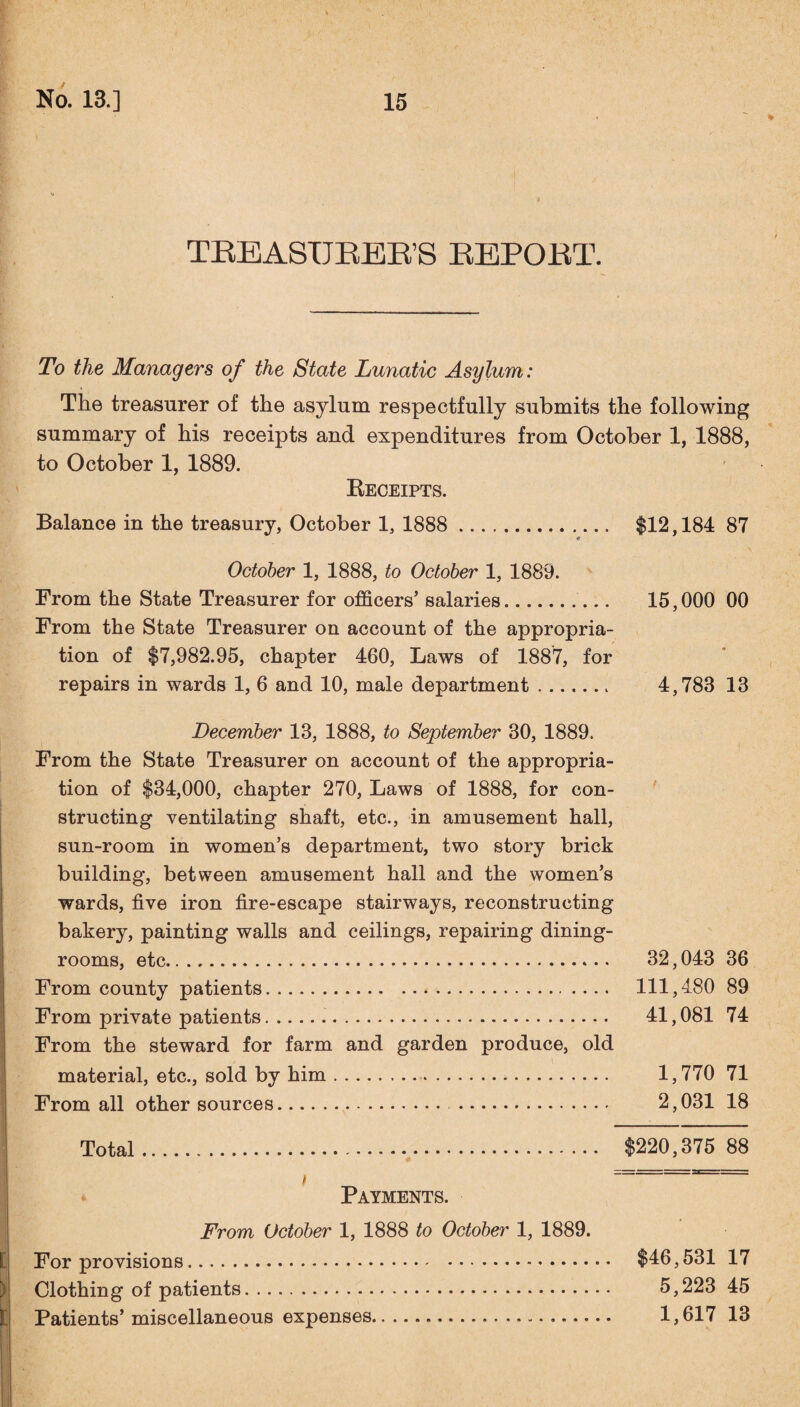 No. 13.] 15
TREASURER'S REPORT.
To the Managers of the State Lunatic Asylum:
The treasurer of the asylum respectfully submits the following
summary of his receipts and expenditures from October 1, 1888,
to October 1, 1889.
RECEIPTS.
Balance in the treasury, October 1, 1888 ............... $12,184 87
October 1, 1888, to October 1, 1889.
From the State Treasurer for officers' salaries........... 15,000 00
From the State Treasurer on account of the appropria-
tion of $7,982.95, chapter 460, Laws of 1887, for
repairs in wards 1, 6 and 10, male department ....... 4,783 13
December 13, 1888, to September 30, 1889.
From the State Treasurer on account of the appropria-
tion of $34,000, chapter 270, Laws of 1888, for con-
structing ventilating shaft, etc., in amusement hall,
sun-room in women's department, two story brick
building, between amusement hall and the women's
wards, five iron fire-escape stairways, reconstructing
bakery, painting walls and ceilings, repairing dining-
rooms, etc............................................. 32,043 36
From county patients.................................... 111,480 89
From private patients................................... 41,081 74
From the steward for farm and garden produce, old
material, etc., sold by him ............................ 1,770 71
From all other sources.................................. 2,031 18
Total ................................................ $220,375 88
PAYMENTS.
From October 1, 1888 to October 1, 1889.
For provisions.......................................... $46,531 17
Clothing of patients.................................... 5,223 45
Patients' miscellaneous expenses........................ 1,617 13